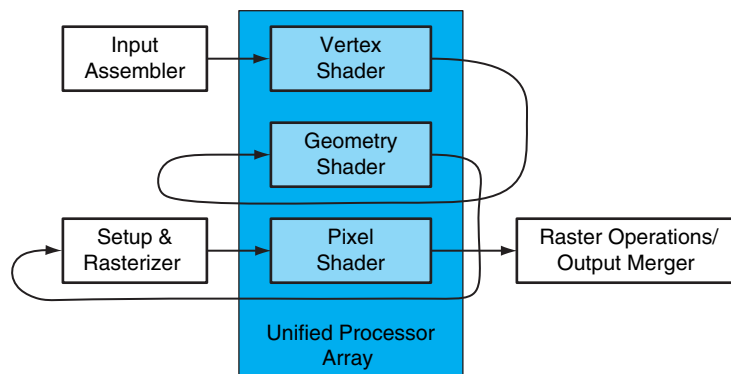 Input
Assembler
Vertex
Shader
Geometry
Shader
Setup &
Rasterizer
Pixel
Shader
Raster Operations/
Output Merger
Unified Processor
Array